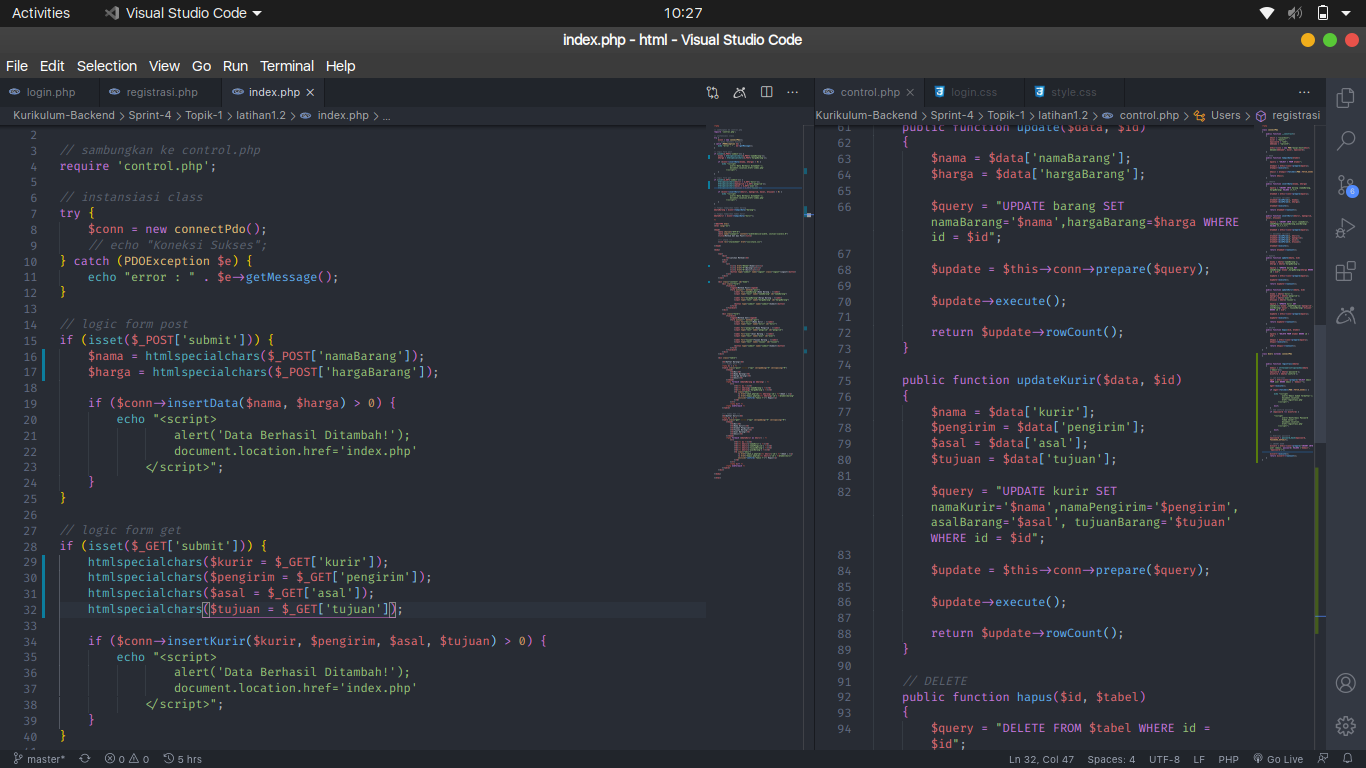 Activities
Visual Studio Code
10:27
index.php - html - Visual Studio Code
File Edit Selection View Go Run Terminal Help
login.php
registrasi.php
index.php
Kurikulum-Backend > Sprint-4 > Topik-1 > latihan1.2 > index.php > ...
2
3 // sambungkan ke control.php
4 require 'control.php';
5
6 // instansiasi class
7 try {
8 $conn = new connectPdo();
9 // echo "Koneksi Sukses";
10 } catch (PDOException $e) {
11 echo "error : " . $e->getMessage();
12 }
13
14 // logic form post
15 if (isset($_POST['submit'])) {
16 $nama = htmlspecialchars($_POST['namaBarang']);
17 $harga = htmlspecialchars($_POST['hargaBarang']);
18
19 if ($conn->insertData($nama, $harga) > 0) {
20 echo "<script>
21 alert('Data Berhasil Ditambah!');
22 document.location.href='index.php'
23 </script>";
24 }
25 }
26
27 // logic form get
28 if (isset($_GET['submit'])) {
29 htmlspecialchars($kurir = $_GET['kurir']);
30 htmlspecialchars($pengirim = $_GET['pengirim']);
31 htmlspecialchars($asal = $_GET['asal']);
32 htmlspecialchars($tujuan = $_GET['tujuan']);
33
34 if ($conn->insertKurir($kurir, $pengirim, $asal, $tujuan) > 0) {
35 echo "<script>
36 alert('Data Berhasil Ditambah!');
37 document.location.href='index.php'
38 </script>";
39 }
40 }
control.php
login.css
style.css
Kurikulum-Backend > Sprint-4 > Topik-1 > latihan1.2 > control.php > Users > registrasi
61 public function update($data, $id)
62 {
63 $nama = $data['namaBarang'];
64 $harga = $data['hargaBarang'];
65
66 $query = "UPDATE barang SET
namaBarang='$nama',hargaBarang=$harga WHERE
id = $id";
67
68 $update = $this->conn->prepare($query);
69
70 $update->execute();
71
72 return $update->rowCount();
73 }
74
75 public function updateKurir($data, $id)
76 {
77 $nama = $data['kurir'];
78 $pengirim = $data['pengirim'];
79 $asal = $data['asal'];
80 $tujuan = $data['tujuan'];
81
82 $query = "UPDATE kurir SET
namaKurir='$nama',namaPengirim='$pengirim',
asalBarang='$asal', tujuanBarang='$tujuan'
WHERE id = $id";
83
84 $update = $this->conn->prepare($query);
85
86 $update->execute();
87
88 return $update->rowCount();
89 }
90
91 // DELETE
92 public function hapus($id, $tabel)
93 {
94 $query = "DELETE FROM $tabel WHERE id =
$id";
6
master* 0 0 5 hrs
Ln 32, Col 47 Spaces: 4 UTF-8 LF PHP Go Live